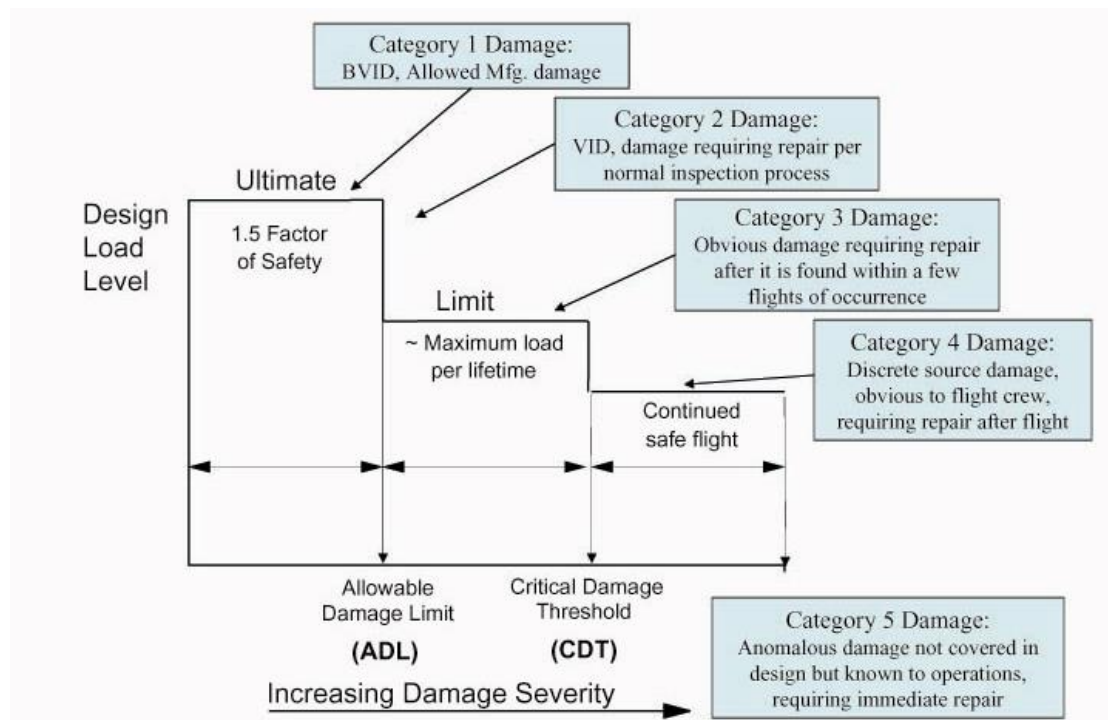 Category 1 Damage:
BVID, Allowed Mfg. damage
Category 2 Damage:
VID, damage requiring repair per
normal inspection process
Ultimate
Design
Load
Level
1.5 Factor
of Safety
Category 3 Damage:
Obvious damage requiring repair
after it is found within a few
flights of occurrence
Limit
~ Maximum load
per lifetime
Category 4 Damage:
Discrete source damage,
obvious to flight crew,
requiring repair after flight
Continued
safe flight
Allowable
Damage Limit
(ADL)
Critical Damage
Threshold
(CDT)
Increasing Damage Severity
Category 5 Damage:
Anomalous damage not covered in
design but known to operations,
requiring immediate repair